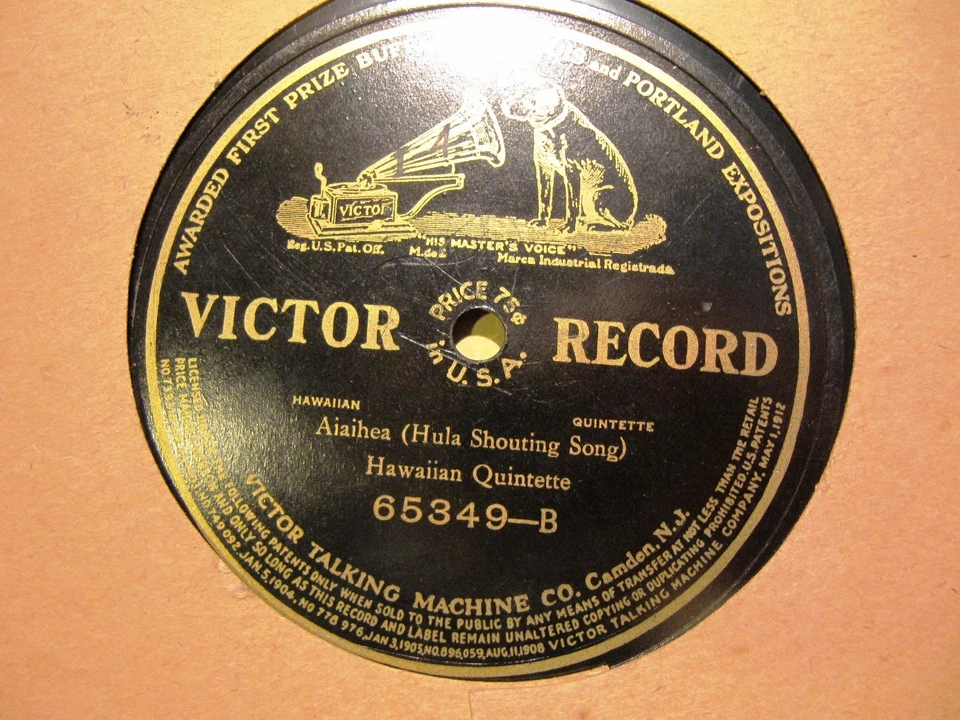 AWARDED FIRST PRIZE
and PORTLAND EXPOSITIONS
VICTOR
Reg. U.S. Pat. Off.
"HIS MASTER'S VOICE"
M. de F.
Marca Industrial Registrada
PRICE 75¢
in U.S.A.
VICTOR RECORD
HAWAIIAN QUINTETTE
Aiaihea (Hula Shouting Song)
Hawaiian Quintette
65349—B
VICTOR TALKING MACHINE CO. Camden, N.J.
FOLLOWING PATENTS ONLY WHEN SOLD TO THE PUBLIC BY ANY MEANS OF TRANSFER AT NOT LESS THAN THE RETAIL
AND ONLY SO LONG AS THIS RECORD AND LABEL REMAIN UNALTERED COPYING OR DUPLICATING PROHIBITED. U.S. PATENTS
JAN. 5, 1904, NO. 778 976, JAN 3, 1905, NO. 896,059, AUG. 11, 1908 VICTOR TALKING MACHINE COMPANY. MAY 1, 1912